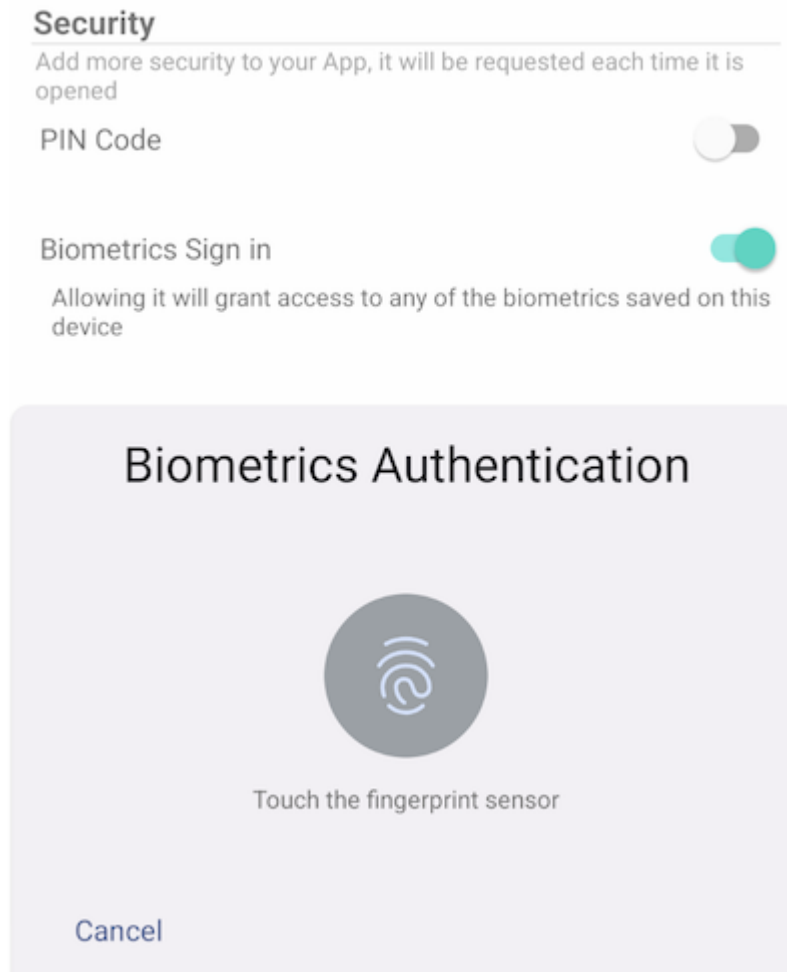 Security
Add more security to your App, it will be requested each time it is
opened
PIN Code
Biometrics Sign in
Allowing it will grant access to any of the biometrics saved on this
device
Biometrics Authentication
Touch the fingerprint sensor
Cancel